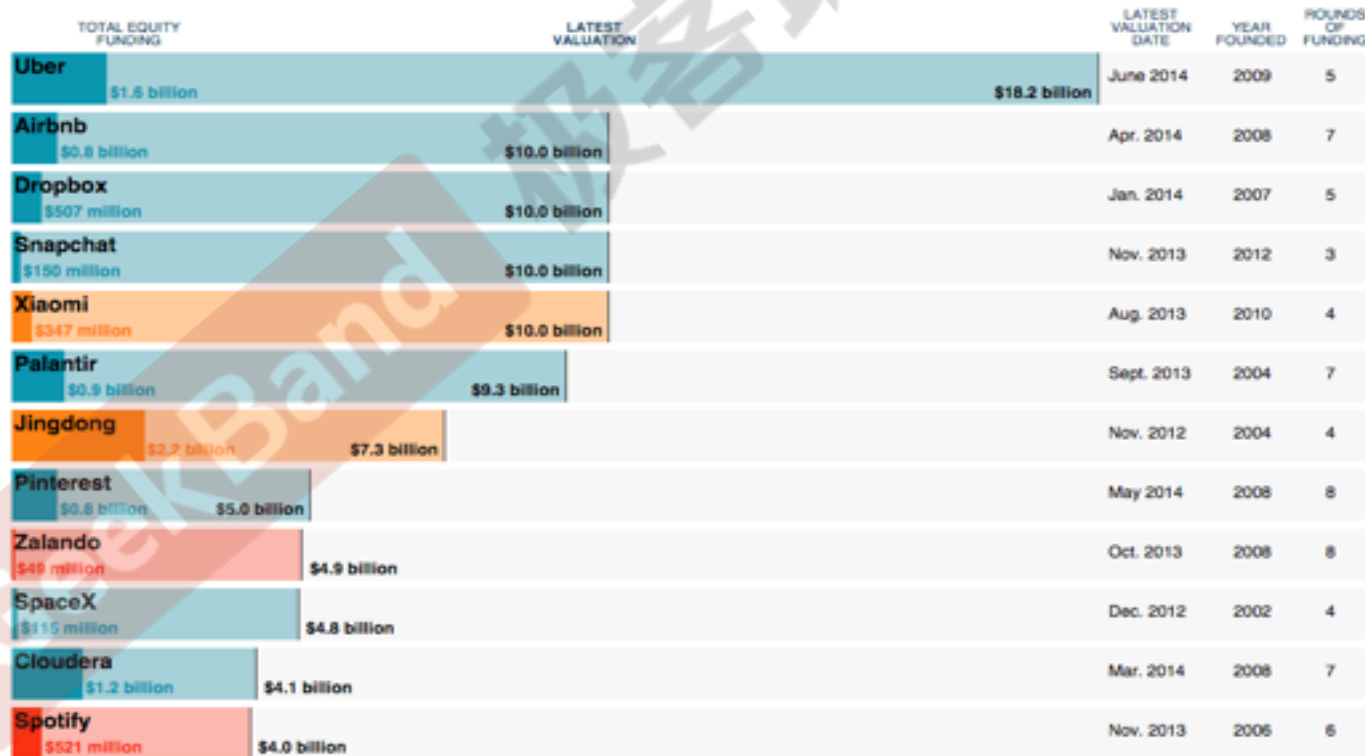 TOTAL EQUITY
FUNDING
LATEST
VALUATION
LATEST
VALUATION
DATE
YEAR
FOUNDED
ROUNDS
OF
FUNDING
Uber
$1.6 billion
$18.2 billion
June 2014
2009
5
Airbnb
$0.8 billion
$10.0 billion
Apr. 2014
2008
7
Dropbox
$507 million
$10.0 billion
Jan. 2014
2007
5
Snapchat
$150 million
$10.0 billion
Nov. 2013
2012
3
Xiaomi
$347 million
$10.0 billion
Aug. 2013
2010
4
Palantir
$0.9 billion
$9.3 billion
Sept. 2013
2004
7
Jingdong
$2.2 billion
$7.3 billion
Nov. 2012
2004
4
Pinterest
$0.8 billion
$5.0 billion
May 2014
2008
8
Zalando
$49 million
$4.9 billion
Oct. 2013
2008
8
SpaceX
$115 million
$4.8 billion
Dec. 2012
2002
4
Cloudera
$1.2 billion
$4.1 billion
Mar. 2014
2008
7
Spotify
$521 million
$4.0 billion
Nov. 2013
2006
6
GeekBand
极客